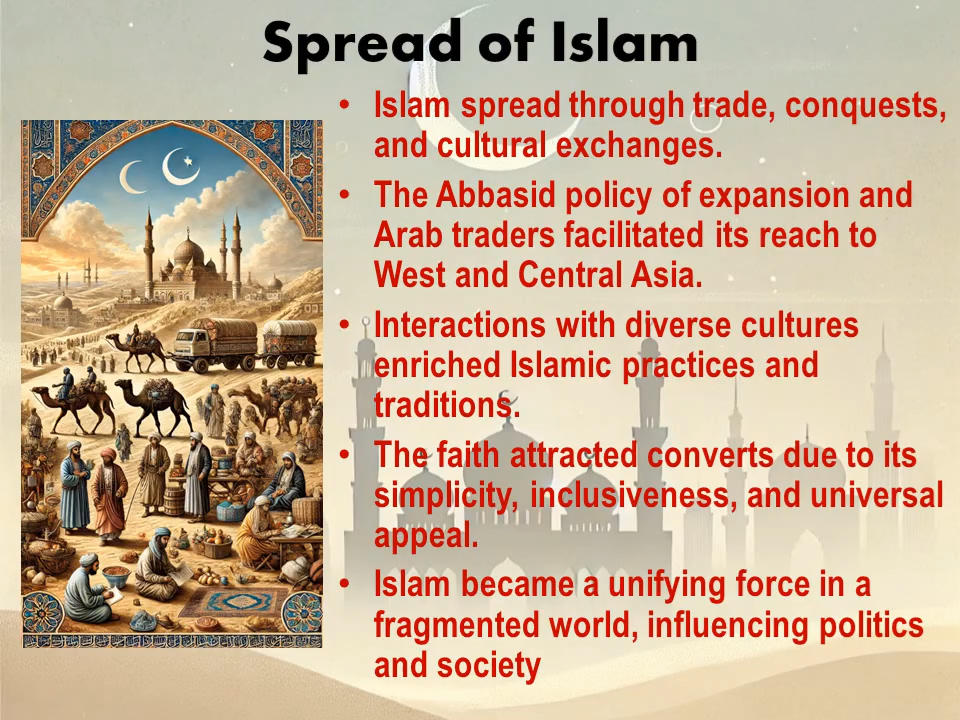 Spread of Islam
• Islam spread through trade, conquests,
and cultural exchanges.
• The Abbasid policy of expansion and
Arab traders facilitated its reach to
West and Central Asia.
• Interactions with diverse cultures
enriched Islamic practices and
traditions.
• The faith attracted converts due to its
simplicity, inclusiveness, and universal
appeal.
• Islam became a unifying force in a
fragmented world, influencing politics
and society